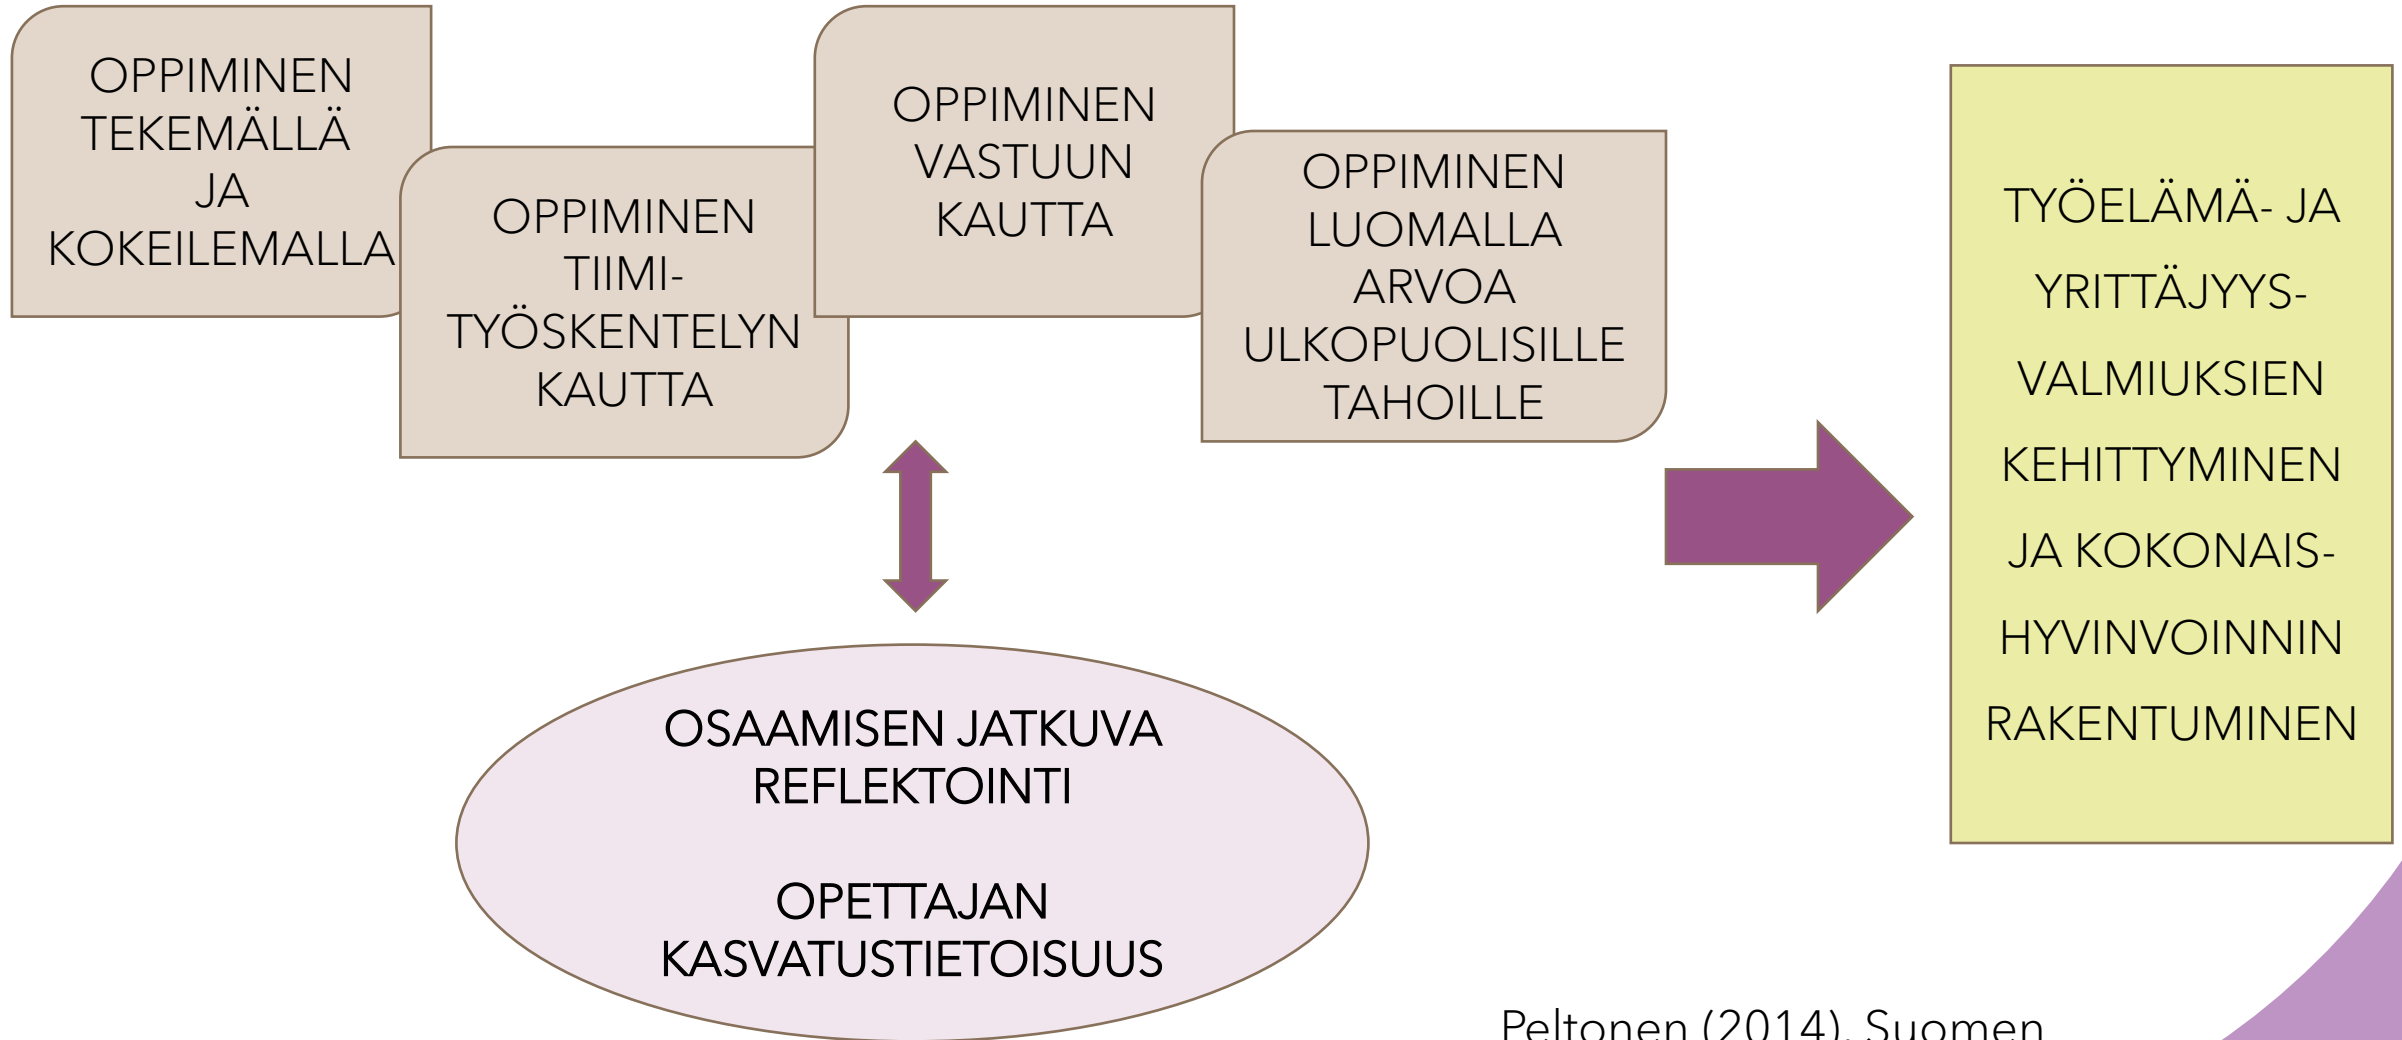 OPPIMINEN
TEKEMÄLLÄ
JA
KOKEILEMALLA
OPPIMINEN
TIIMI-
TYÖSKENTELYN
KAUTTA
OPPIMINEN
VASTUUN
KAUTTA
OPPIMINEN
LUOMALLA
ARVOA
ULKOPUOLISILLE
TAHOILLE
TYÖELÄMÄ- JA
YRITTÄJYYS-
VALMIUKSIEN
KEHITTYMINEN
JA KOKONAIS-
HYVINVOINNIN
RAKENTUMINEN
OSAAMISEN JATKUVA
REFLEKTOINTI
OPETTAJAN
KASVATUSTIETOISUUS
Peltonen (2014). Suomen